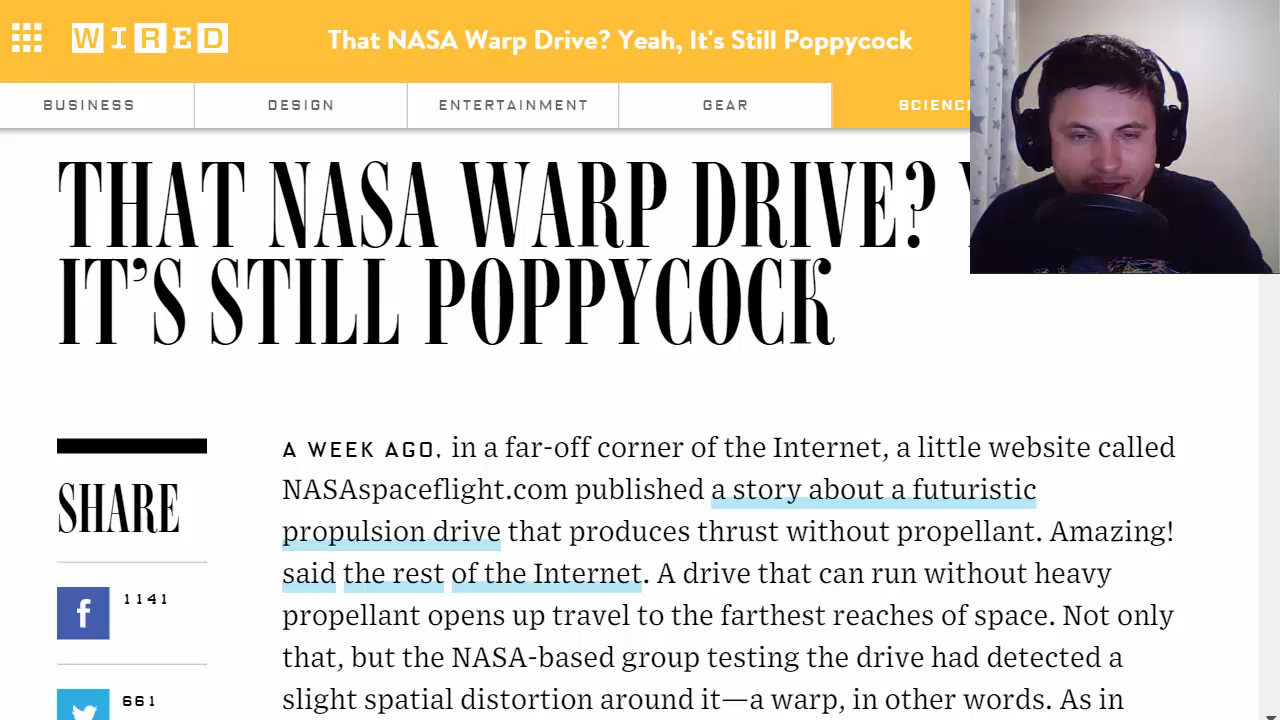 WIRED
That NASA Warp Drive? Yeah, It's Still Poppycock
BUSINESS
DESIGN
ENTERTAINMENT
GEAR
THAT NASA WARP DRIVE?
IT'S STILL POPPYCOCK
SHARE
1141
661
A WEEK AGO, in a far-off corner of the Internet, a little website called
NASAspaceflight.com published a story about a futuristic
propulsion drive that produces thrust without propellant. Amazing!
said the rest of the Internet. A drive that can run without heavy
propellant opens up travel to the farthest reaches of space. Not only
that, but the NASA-based group testing the drive had detected a
slight spatial distortion around it—a warp, in other words. As in